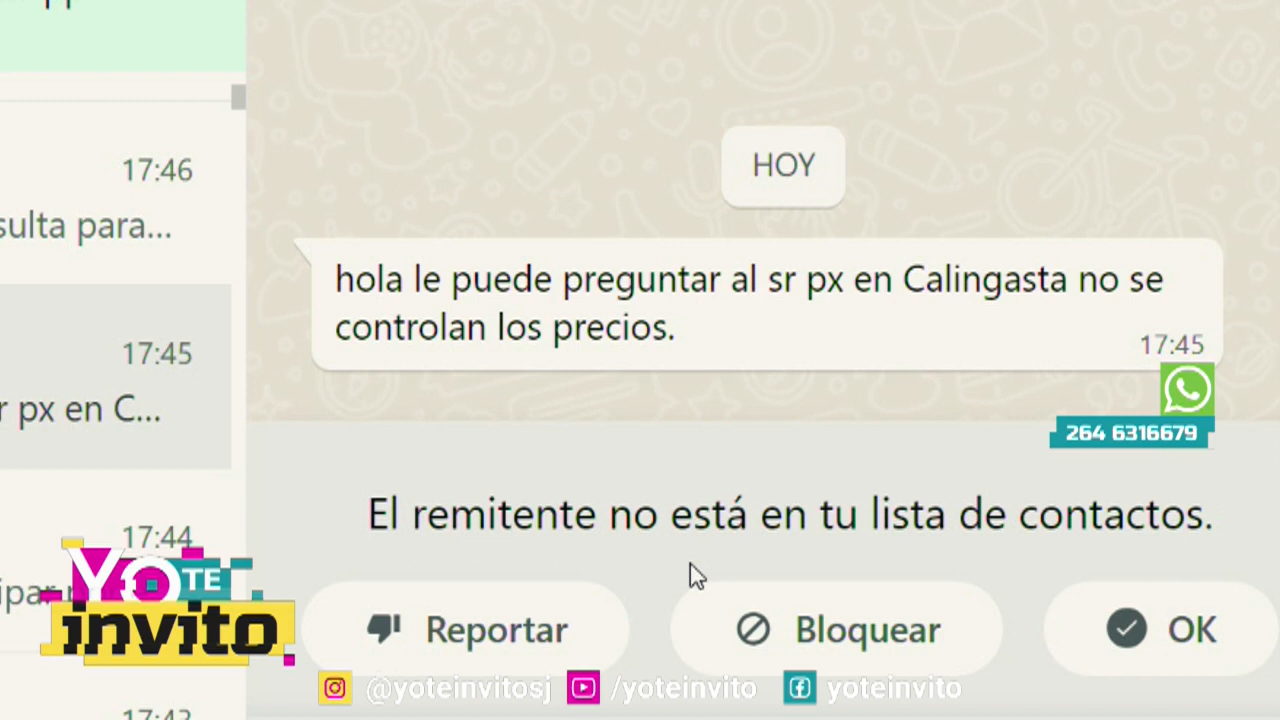 17:46
sulta para...
17:45
r px en C...
17:44
17:43
HOY
hola le puede preguntar al sr px en Calingasta no se
controlan los precios.
17:45
264 6316679
El remitente no está en tu lista de contactos.
Reportar
Bloquear
OK
YO TE
invito
@yoteinvitosj
/yoteinvito
yoteinvito